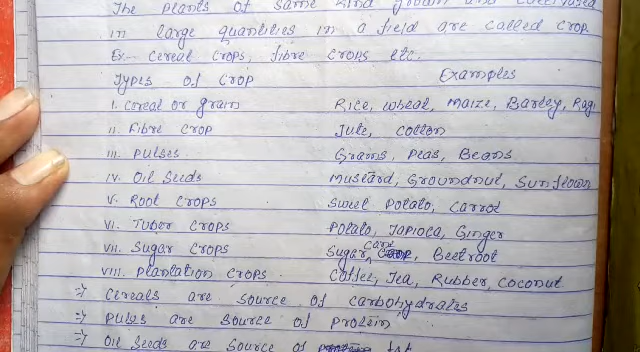 The plants of same kind grown and cultivated
in large quantities in a field are called crop
Ex:- Cereal crops, fibre crops etc.
Types of Crop Examples
i. Cereal or grain Rice, wheat, Maize, Barley, Ragi
ii. Fibre crop Jute, cotton
iii. Pulses. Grams, Peas, Beans
iv. Oil Seeds Mustard, Groundnut, Sunflown
v. Root crops Sweet Potato, Carrot
vi. Tuber crops Potato, Tapioca, Ginger
vii. Sugar crops Sugar cane, Beetroot
viii. Plantation crops. Coffee, Tea, Rubber, Coconut
=> Cereals are source of carbohydrates
=> Pulses are source of protein
=> Oil Seeds are source of fat